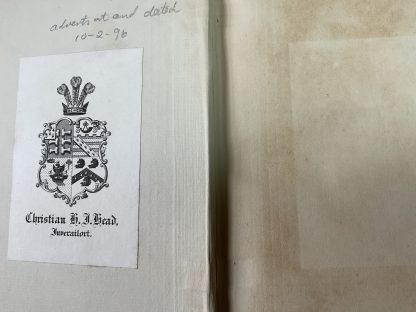 adverts at end dated
10-2-96
Christian H. J. Head,
Inverailort.